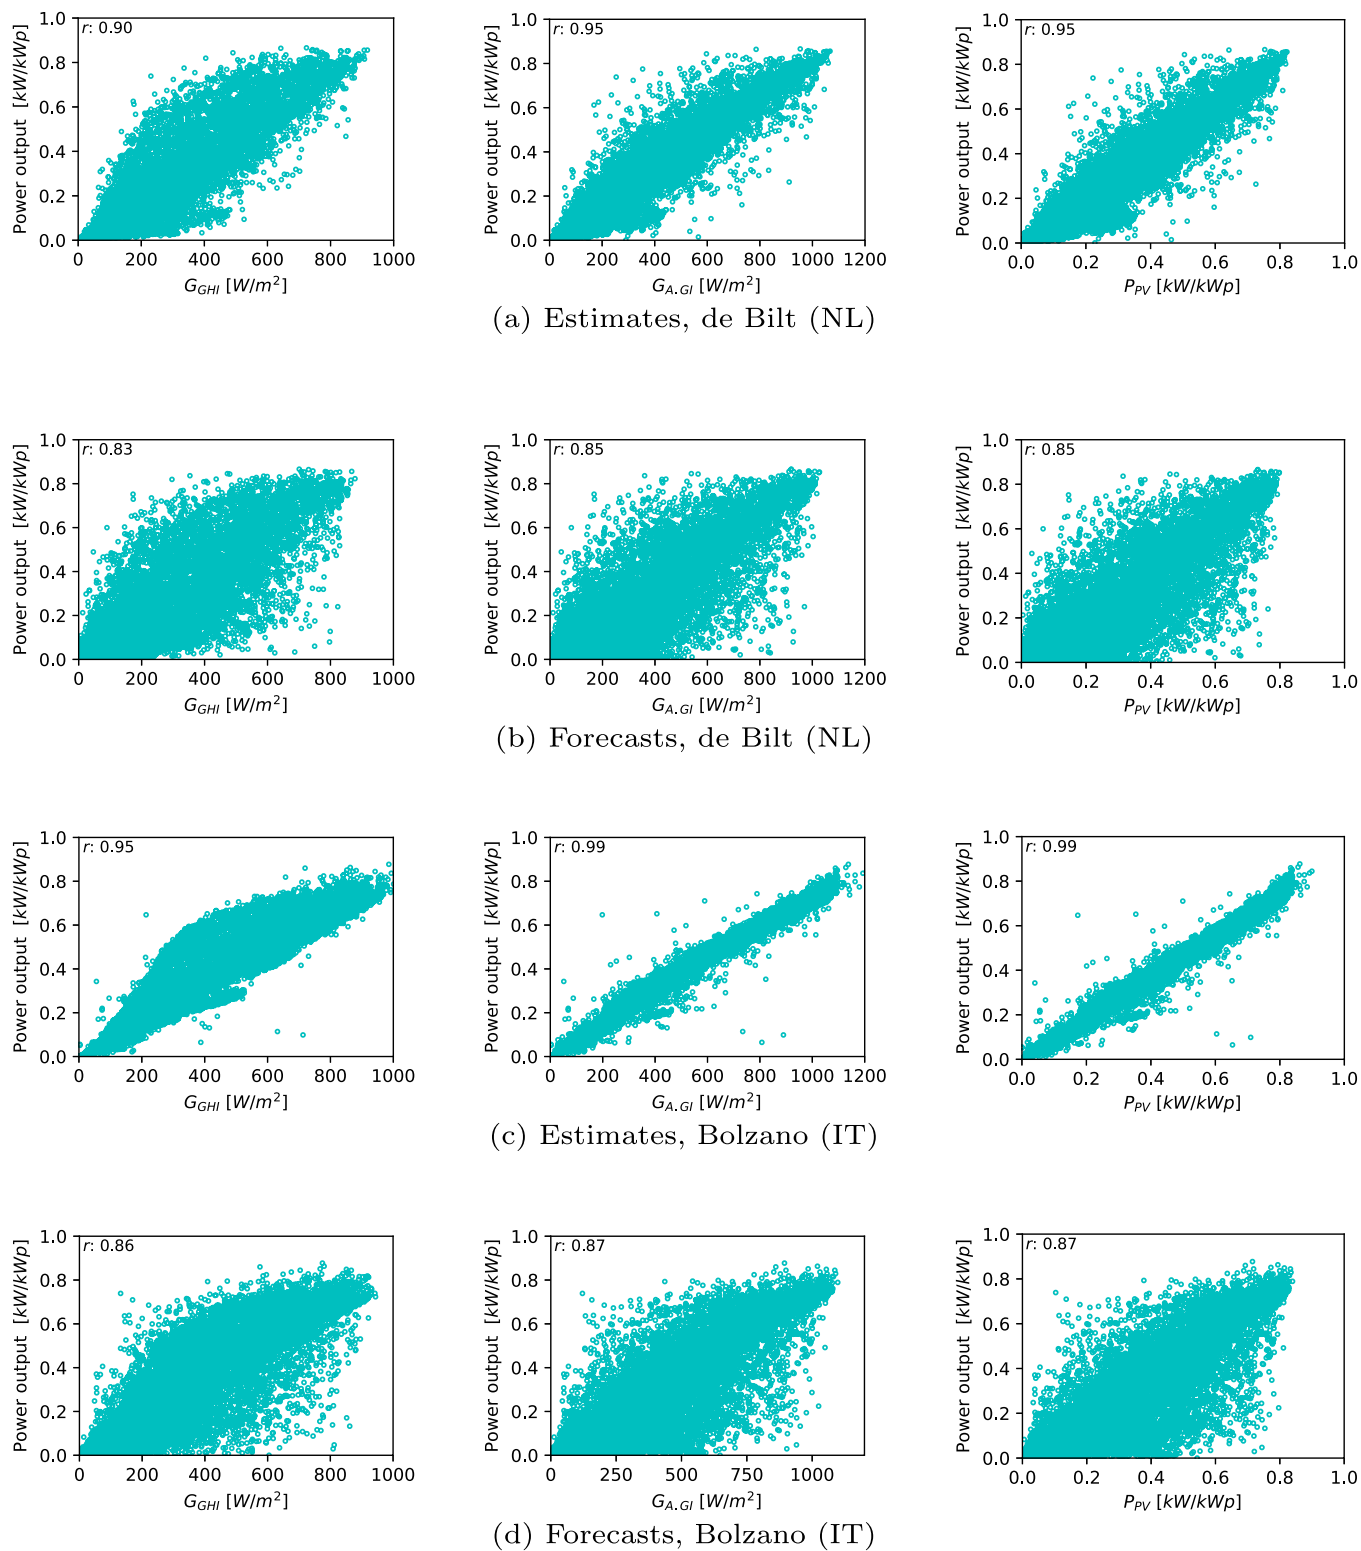 r: 0.90
1.0
0.8
0.6
0.4
0.2
0.0
Power output [kW/kWp]
0 200 400 600 800 1000
G_GHI [W/m²]
r: 0.95
1.0
0.8
0.6
0.4
0.2
0.0
Power output [kW/kWp]
0 200 400 600 800 1000 1200
G_A.GI [W/m²]
r: 0.95
1.0
0.8
0.6
0.4
0.2
0.0
Power output [kW/kWp]
0.0 0.2 0.4 0.6 0.8 1.0
P_PV [kW/kWp]
(a) Estimates, de Bilt (NL)
r: 0.83
1.0
0.8
0.6
0.4
0.2
0.0
Power output [kW/kWp]
0 200 400 600 800 1000
G_GHI [W/m²]
r: 0.85
1.0
0.8
0.6
0.4
0.2
0.0
Power output [kW/kWp]
0 200 400 600 800 1000 1200
G_A.GI [W/m²]
r: 0.85
1.0
0.8
0.6
0.4
0.2
0.0
Power output [kW/kWp]
0.0 0.2 0.4 0.6 0.8 1.0
P_PV [kW/kWp]
(b) Forecasts, de Bilt (NL)
r: 0.95
1.0
0.8
0.6
0.4
0.2
0.0
Power output [kW/kWp]
0 200 400 600 800 1000
G_GHI [W/m²]
r: 0.99
1.0
0.8
0.6
0.4
0.2
0.0
Power output [kW/kWp]
0 200 400 600 800 1000 1200
G_A.GI [W/m²]
r: 0.99
1.0
0.8
0.6
0.4
0.2
0.0
Power output [kW/kWp]
0.0 0.2 0.4 0.6 0.8 1.0
P_PV [kW/kWp]
(c) Estimates, Bolzano (IT)
r: 0.86
1.0
0.8
0.6
0.4
0.2
0.0
Power output [kW/kWp]
0 200 400 600 800 1000
G_GHI [W/m²]
r: 0.87
1.0
0.8
0.6
0.4
0.2
0.0
Power output [kW/kWp]
0 250 500 750 1000
G_A.GI [W/m²]
r: 0.87
1.0
0.8
0.6
0.4
0.2
0.0
Power output [kW/kWp]
0.0 0.2 0.4 0.6 0.8 1.0
P_PV [kW/kWp]
(d) Forecasts, Bolzano (IT)